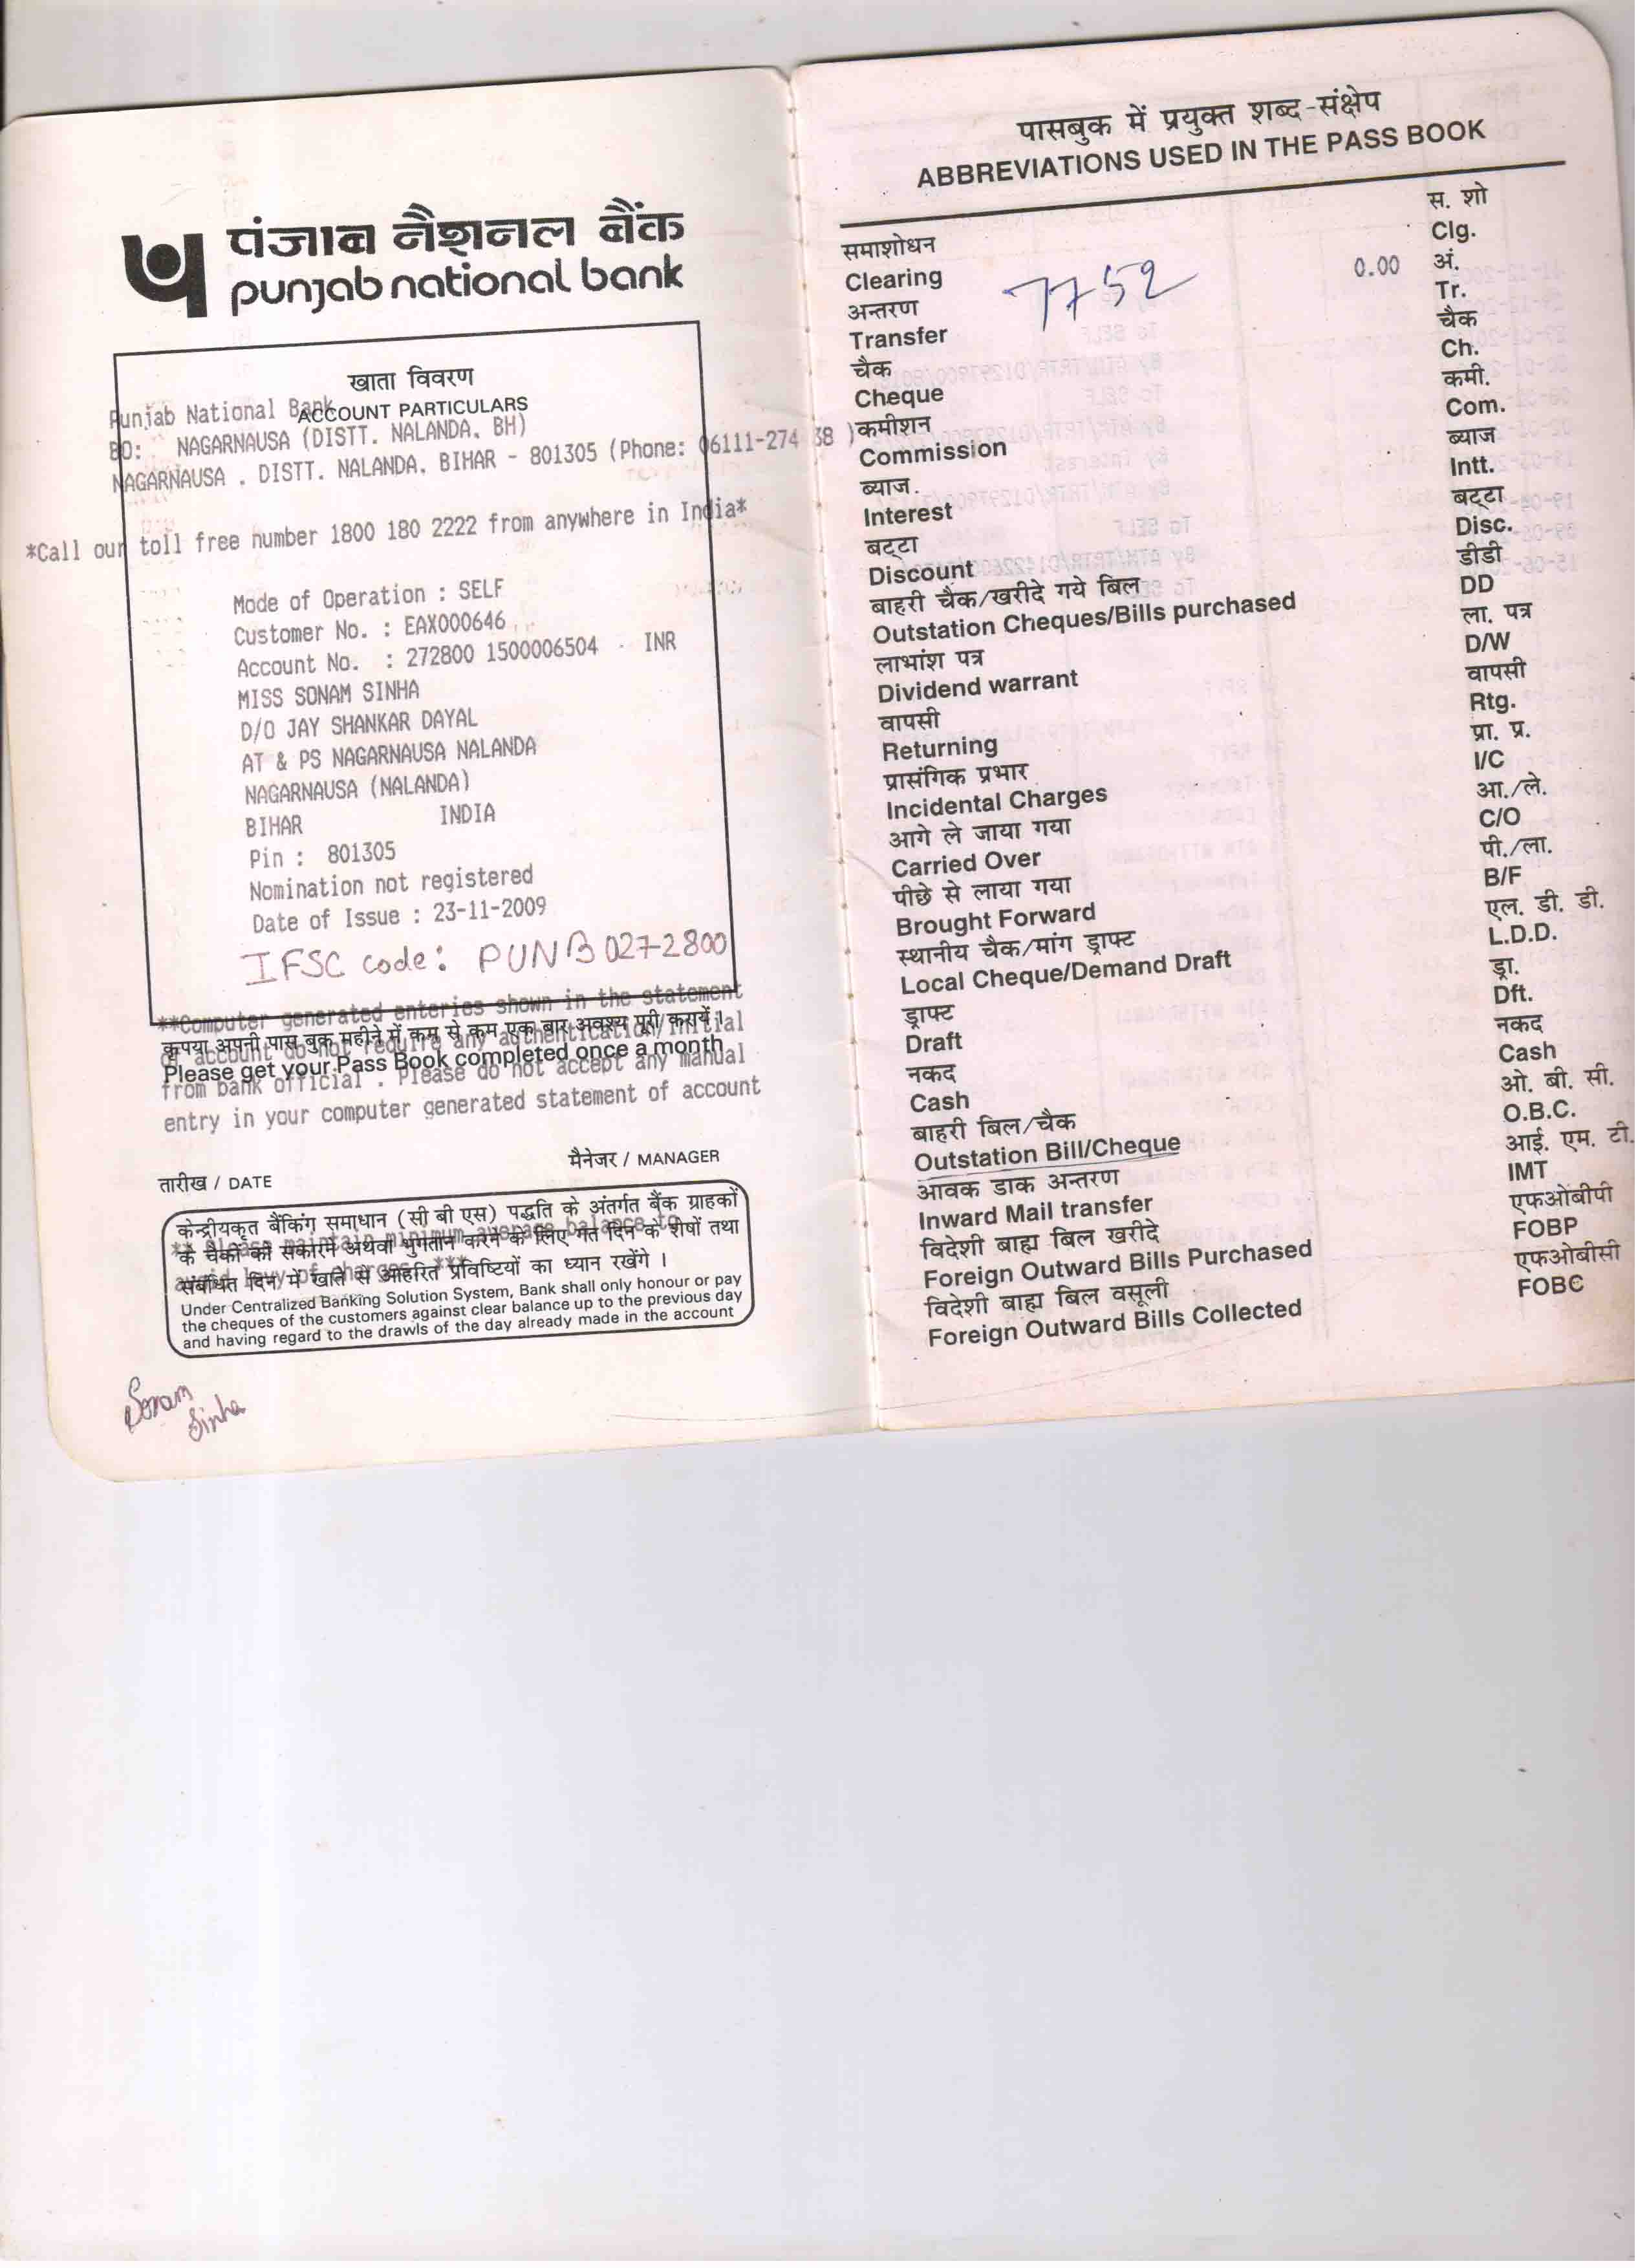 पंजाब नैशनल बैंक
punjab national bank
खाता विवरण
ACCOUNT PARTICULARS
Punjab National Bank
BO: NAGARNAUSA (DISTT. NALANDA, BH)
NAGARNAUSA , DISTT. NALANDA, BIHAR - 801305 (Phone: 06111-274 38 )
*Call our toll free number 1800 180 2222 from anywhere in India*
Mode of Operation : SELF
Customer No. : EAX000646
Account No. : 272800 1500006504 - INR
MISS SONAM SINHA
D/O JAY SHANKAR DAYAL
AT & PS NAGARNAUSA NALANDA
NAGARNAUSA (NALANDA)
BIHAR INDIA
Pin : 801305
Nomination not registered
Date of Issue : 23-11-2009
IFSC code: PUNB0272800
**Computer generated enteries shown in the statement
कृपया अपनी पास बुक महीने में कम से कम एक बार अवश्य पूरी करायें।
of account do not require any authentication/initial
Please get your Pass Book completed once a month
from bank official . Please do not accept any manual
entry in your computer generated statement of account
तारीख / DATE
मैनेजर / MANAGER
केन्द्रीयकृत बैंकिंग समाधान (सी बी एस) पद्धति के अंतर्गत बैंक ग्राहकों
के चैकों को सकारने अथवा भुगतान करने के लिए गत दिन के शेषों तथा
** Please maintain minimum average balance to
संबंधित दिन में खाते से आहरित प्रविष्टियों का ध्यान रखेंगे ।
avoid levy of charges ***
Under Centralized Banking Solution System, Bank shall only honour or pay
the cheques of the customers against clear balance up to the previous day
and having regard to the drawls of the day already made in the account
Sonam
Sinha
पासबुक में प्रयुक्त शब्द-संक्षेप
ABBREVIATIONS USED IN THE PASS BOOK
समाशोधन स. शो
Clearing Clg.
7752
0.00
अन्तरण अं.
Transfer Tr.
चैक चैक
Cheque Ch.
कमीशन कमी.
Commission Com.
ब्याज ब्याज
Interest Intt.
बट्टा बट्टा
Discount Disc.
बाहरी चैक/खरीदे गये बिल डीडी
Outstation Cheques/Bills purchased DD
लाभांश पत्र ला. पत्र
Dividend warrant D/W
वापसी वापसी
Returning Rtg.
प्रासंगिक प्रभार प्रा. प्र.
Incidental Charges I/C
आगे ले जाया गया आ./ले.
Carried Over C/O
पीछे से लाया गया पी./ला.
Brought Forward B/F
स्थानीय चैक/मांग ड्राफ्ट एल. डी. डी.
Local Cheque/Demand Draft L.D.D.
ड्राफ्ट ड्रा.
Draft Dft.
नकद नकद
Cash Cash
बाहरी बिल/चैक ओ. बी. सी.
Outstation Bill/Cheque O.B.C.
आवक डाक अन्तरण आई. एम. टी.
Inward Mail transfer IMT
विदेशी बाह्य बिल खरीदे एफओबीपी
Foreign Outward Bills Purchased FOBP
विदेशी बाह्य बिल वसूली एफओबीसी
Foreign Outward Bills Collected FOBC